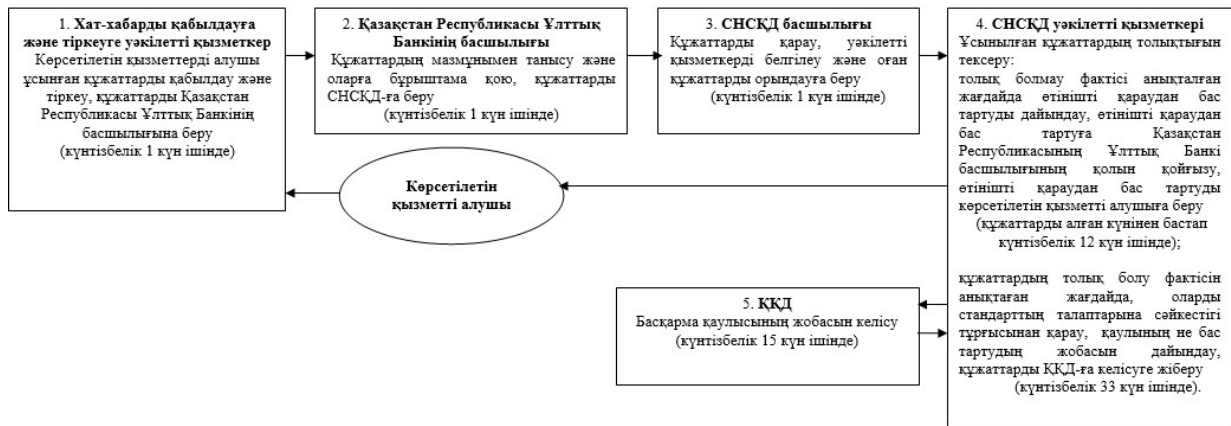 1. Хат-хабарды қабылдауға
және тіркеуге уәкілетті қызметкер
Көрсетілетін қызметтерді алушы
ұсынған құжаттарды қабылдау және
тіркеу, құжаттарды Қазақстан
Республикасы Ұлттық Банкінің
басшылығына беру
(күнтізбелік 1 күн ішінде)
2. Қазақстан Республикасы Ұлттық
Банкінің басшылығы
Құжаттардың мазмұнымен танысу және
оларға бұрыштама қою, құжаттарды
СНСҚД-ға беру
(күнтізбелік 1 күн ішінде)
3. СНСҚД басшылығы
Құжаттарды қарау, уәкілетті
қызметкерді белгілеу және оған
құжаттарды орындауға беру
(күнтізбелік 1 күн ішінде)
4. СНСҚД уәкілетті қызметкері
Ұсынылған құжаттардың толықтығын
тексеру:
толық болмау фактісі анықталған
жағдайда өтінішті қараудан бас
тартуды дайындау, өтінішті қараудан
бас тартуға Қазақстан
Республикасының Ұлттық Банкі
басшылығының қолын қойғызу,
өтінішті қараудан бас тартуды
көрсетілетін қызметті алушыға беру
(құжаттарды алған күнінен бастап
күнтізбелік 12 күн ішінде);
құжаттардың толық болу фактісін
анықтаған жағдайда, оларды
стандарттың талаптарына сәйкестігі
тұрғысынан қарау, қаулының не бас
тартудың жобасын дайындау,
құжаттарды ҚҚД-ға келісуге жіберу
(күнтізбелік 33 күн ішінде).
Көрсетілетін
қызметті алушы
5. ҚҚД
Басқарма қаулысының жобасын келісу
(күнтізбелік 15 күн ішінде)